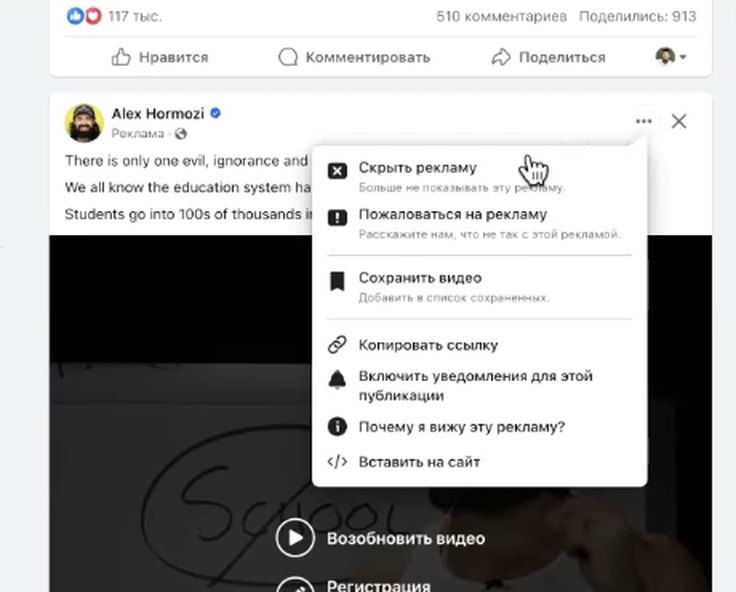 117 тыс.
510 комментариев Поделились: 913
Нравится
Комментировать
Поделиться
Alex Hormozi
Реклама ·
There is only one evil, ignorance and
We all know the education system ha
Students go into 100s of thousands i
Скрыть рекламу
Больше не показывать эту рекламу.
Пожаловаться на рекламу
Расскажите нам, что не так с этой рекламой.
Сохранить видео
Добавить в список сохраненных.
Копировать ссылку
Включить уведомления для этой
публикации
Почему я вижу эту рекламу?
Вставить на сайт
SCHOOL
Возобновить видео
Регистрация